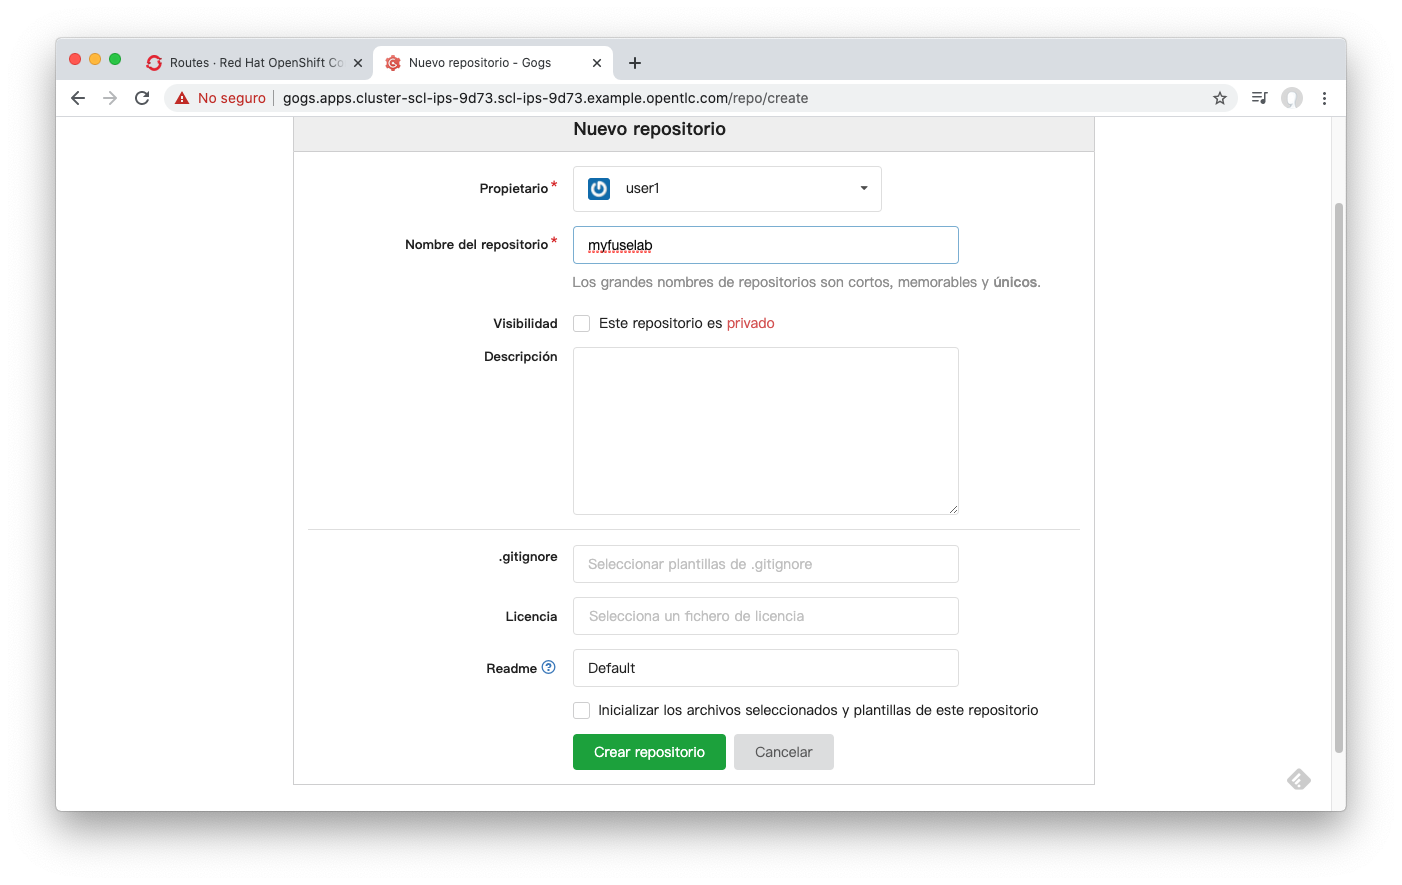 Routes · Red Hat OpenShift Co
Nuevo repositorio - Gogs
No seguro
gogs.apps.cluster-scl-ips-9d73.scl-ips-9d73.example.opentlc.com/repo/create
Nuevo repositorio
Propietario*
user1
Nombre del repositorio*
myfuselab
Los grandes nombres de repositorios son cortos, memorables y únicos.
Visibilidad
Este repositorio es privado
Descripción
.gitignore
Seleccionar plantillas de .gitignore
Licencia
Selecciona un fichero de licencia
Readme
Default
Inicializar los archivos seleccionados y plantillas de este repositorio
Crear repositorio
Cancelar